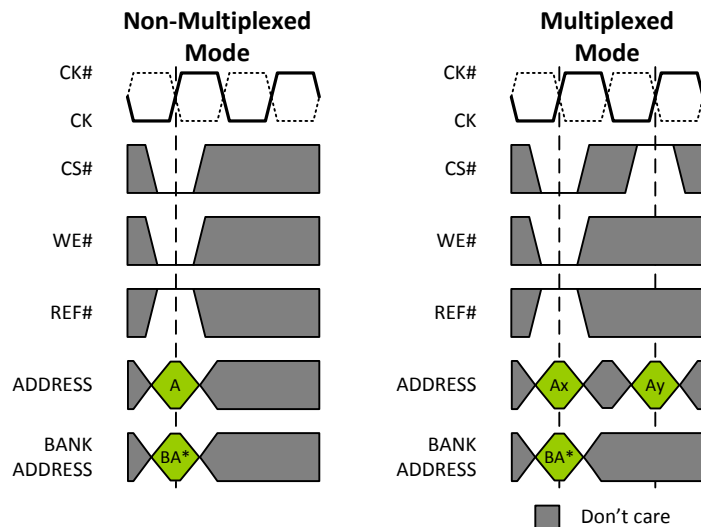 Non-Multiplexed
Mode
CK#
CK
CS#
WE#
REF#
ADDRESS
A
BANK
ADDRESS
BA*
Multiplexed
Mode
CK#
CK
CS#
WE#
REF#
ADDRESS
Ax
Ay
BANK
ADDRESS
BA*
Don't care